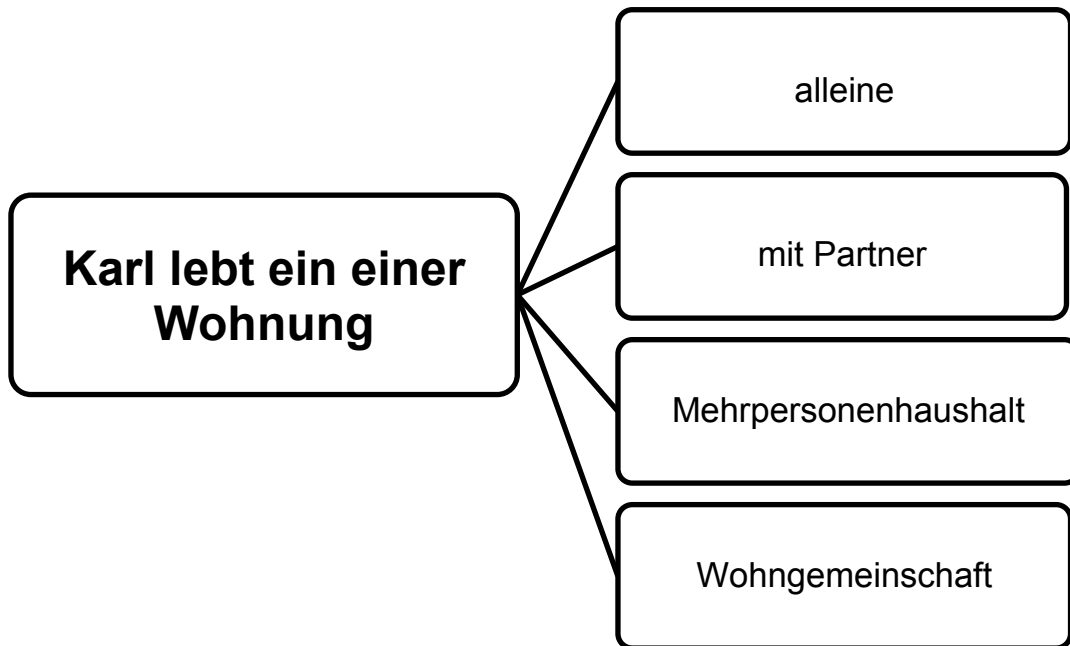 Karl lebt ein einer
Wohnung
alleine
mit Partner
Mehrpersonenhaushalt
Wohngemeinschaft